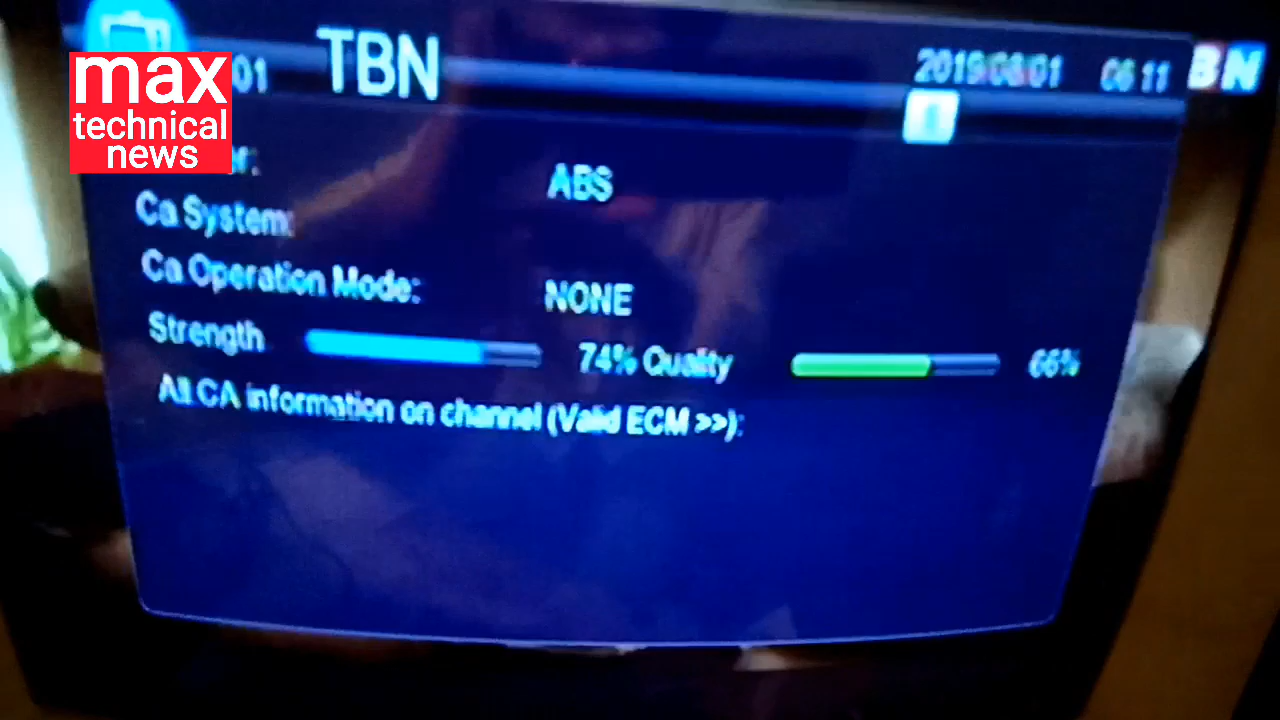 max
technical
news
01 TBN 2019/08/01 06 11 BN
r: ABS
Ca System:
Ca Operation Mode: NONE
Strength 74% Quality 66%
All CA information on channel (Valid ECM >>):